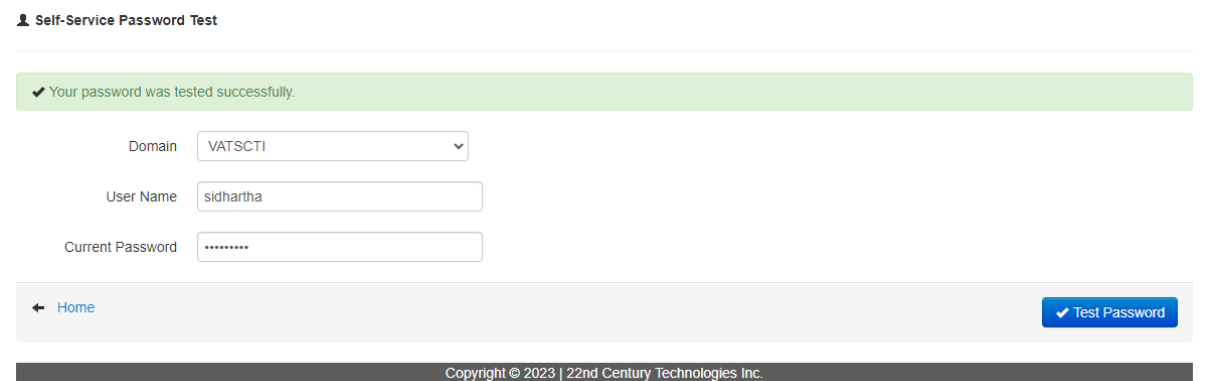 Self-Service Password Test
Your password was tested successfully.
Domain VATSCTI
User Name sidhartha
Current Password •••••••••
Home Test Password
Copyright © 2023 | 22nd Century Technologies Inc.